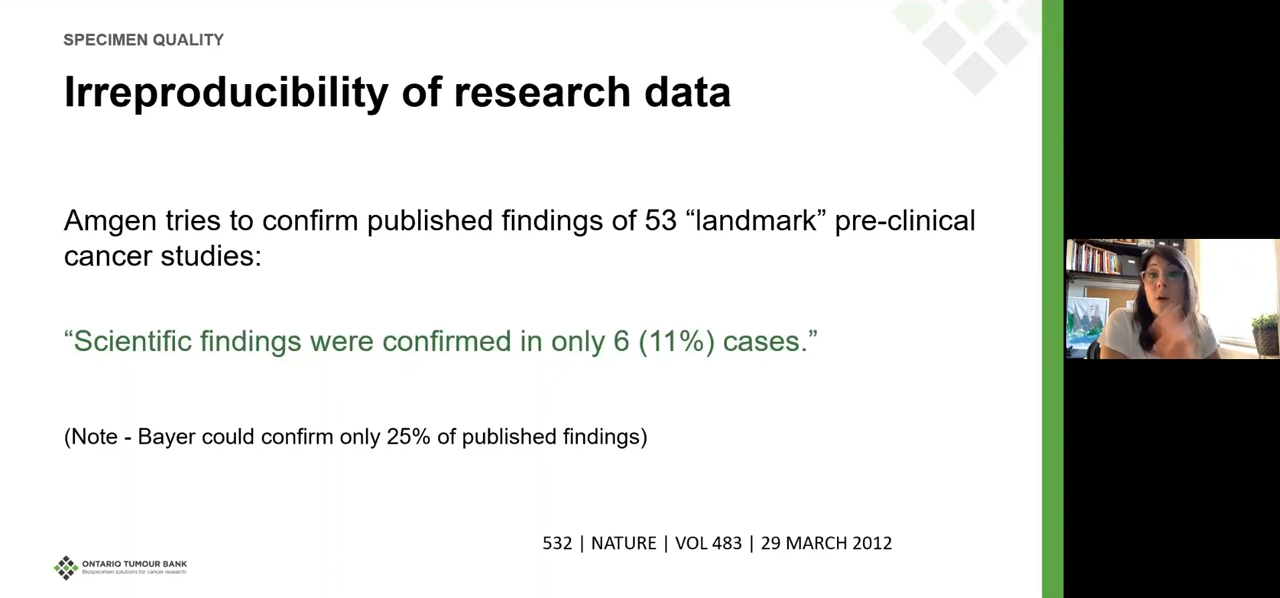 SPECIMEN QUALITY
Irreproducibility of research data
Amgen tries to confirm published findings of 53 “landmark” pre-clinical
cancer studies:
“Scientific findings were confirmed in only 6 (11%) cases.”
(Note - Bayer could confirm only 25% of published findings)
532 | NATURE | VOL 483 | 29 MARCH 2012
ONTARIO TUMOUR BANK
Biospecimen solutions for cancer research